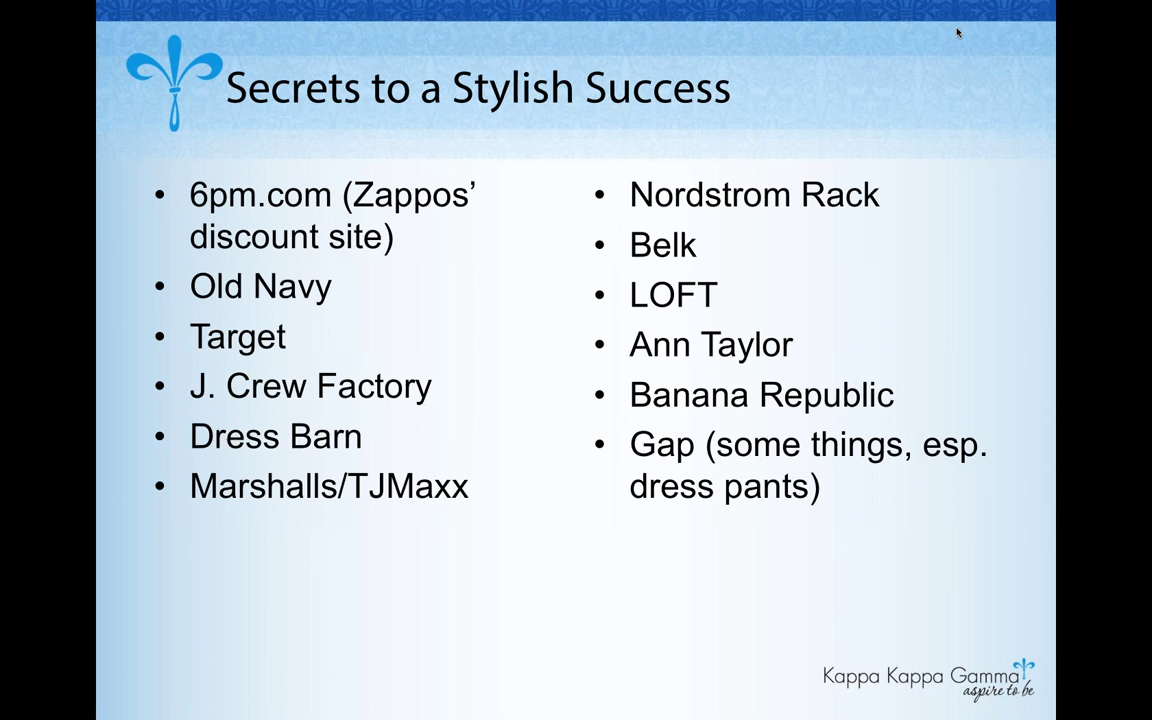 Secrets to a Stylish Success
• 6pm.com (Zappos’
discount site)
• Old Navy
• Target
• J. Crew Factory
• Dress Barn
• Marshalls/TJMaxx
• Nordstrom Rack
• Belk
• LOFT
• Ann Taylor
• Banana Republic
• Gap (some things, esp.
dress pants)
Kappa Kappa Gamma
aspire to be